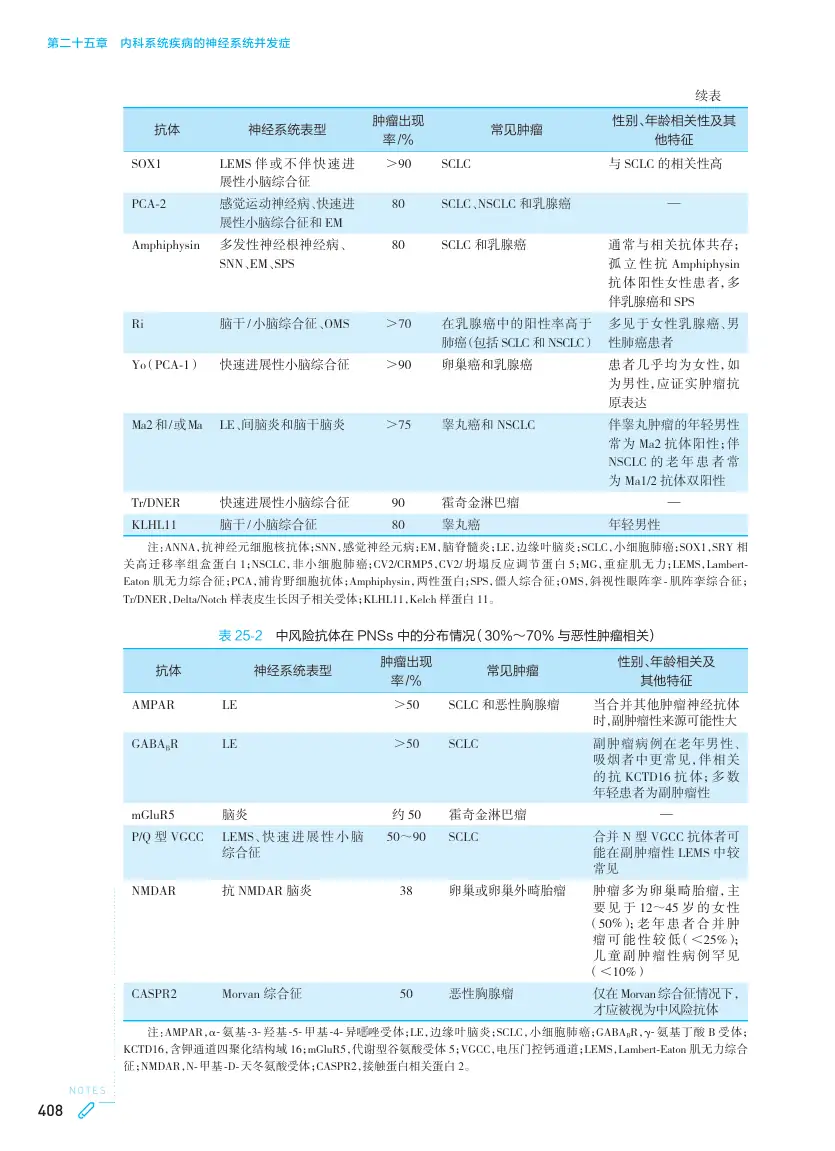 第二十五章 内科系统疾病的神经系统并发症
续表
抗体 神经系统表型 肿瘤出现率/% 常见肿瘤 性别、年龄相关性及其他特征
SOX1 LEMS 伴或不伴快速进 >90 SCLC 与 SCLC 的相关性高
展性小脑综合征
PCA-2 感觉运动神经病、快速进 80 SCLC、NSCLC 和乳腺癌 —
展性小脑综合征和 EM
Amphiphysin 多发性神经根神经病、 80 SCLC 和乳腺癌 通常与相关抗体共存;
SNN、EM、SPS 孤立性抗 Amphiphysin
抗体阳性女性患者,多
伴乳腺癌和 SPS
Ri 脑干/小脑综合征、OMS >70 在乳腺癌中的阳性率高于 多见于女性乳腺癌、男
肺癌(包括 SCLC 和 NSCLC) 性肺癌患者
Yo(PCA-1) 快速进展性小脑综合征 >90 卵巢癌和乳腺癌 患者几乎均为女性,如
为男性,应证实肿瘤抗
原表达
Ma2 和/或 Ma LE、间脑炎和脑干脑炎 >75 睾丸癌和 NSCLC 伴睾丸肿瘤的年轻男性
常为 Ma2 抗体阳性;伴
NSCLC 的老年患者常
为 Ma1/2 抗体双阳性
Tr/DNER 快速进展性小脑综合征 90 霍奇金淋巴瘤 —
KLHL11 脑干/小脑综合征 80 睾丸癌 年轻男性
注:ANNA,抗神经元细胞核抗体;SNN,感觉神经元病;EM,脑脊髓炎;LE,边缘叶脑炎;SCLC,小细胞肺癌;SOX1,SRY 相
关高迁移率组盒蛋白 1;NSCLC,非小细胞肺癌;CV2/CRMP5,CV2/坍塌反应调节蛋白 5;MG,重症肌无力;LEMS,Lambert-
Eaton 肌无力综合征;PCA,浦肯野细胞抗体;Amphiphysin,两性蛋白;SPS,僵人综合征;OMS,斜视性眼阵挛-肌阵挛综合征;
Tr/DNER,Delta/Notch 样表皮生长因子相关受体;KLHL11,Kelch 样蛋白 11。
表 25-2 中风险抗体在 PNSs 中的分布情况(30%~70% 与恶性肿瘤相关)
抗体 神经系统表型 肿瘤出现率/% 常见肿瘤 性别、年龄相关及其他特征
AMPAR LE >50 SCLC 和恶性胸腺瘤 当合并其他肿瘤神经抗体
时,副肿瘤性来源可能性大
GABA_BR LE >50 SCLC 副肿瘤病例在老年男性、
吸烟者中更常见,伴相关
的抗 KCTD16 抗体;多数
年轻患者为副肿瘤性
mGluR5 脑炎 约 50 霍奇金淋巴瘤 —
P/Q 型 VGCC LEMS、快速进展性小脑 50~90 SCLC 合并 N 型 VGCC 抗体者可
综合征 能在副肿瘤性 LEMS 中较
常见
NMDAR 抗 NMDAR 脑炎 38 卵巢或卵巢外畸胎瘤 肿瘤多为卵巢畸胎瘤,主
要见于 12~45 岁的女性
(50%);老年患者合并肿
瘤可能性较低(<25%);
儿童副肿瘤性病例罕见
(<10%)
CASPR2 Morvan 综合征 50 恶性胸腺瘤 仅在 Morvan 综合征情况下,
才应被视为中风险抗体
注:AMPAR,α-氨基-3-羟基-5-甲基-4-异噁唑受体;LE,边缘叶脑炎;SCLC,小细胞肺癌;GABA_BR,γ-氨基丁酸 B 受体;
KCTD16,含钾通道四聚化结构域 16;mGluR5,代谢型谷氨酸受体 5;VGCC,电压门控钙通道;LEMS,Lambert-Eaton 肌无力综合
征;NMDAR,N-甲基-D-天冬氨酸受体;CASPR2,接触蛋白相关蛋白 2。
NOTES
408